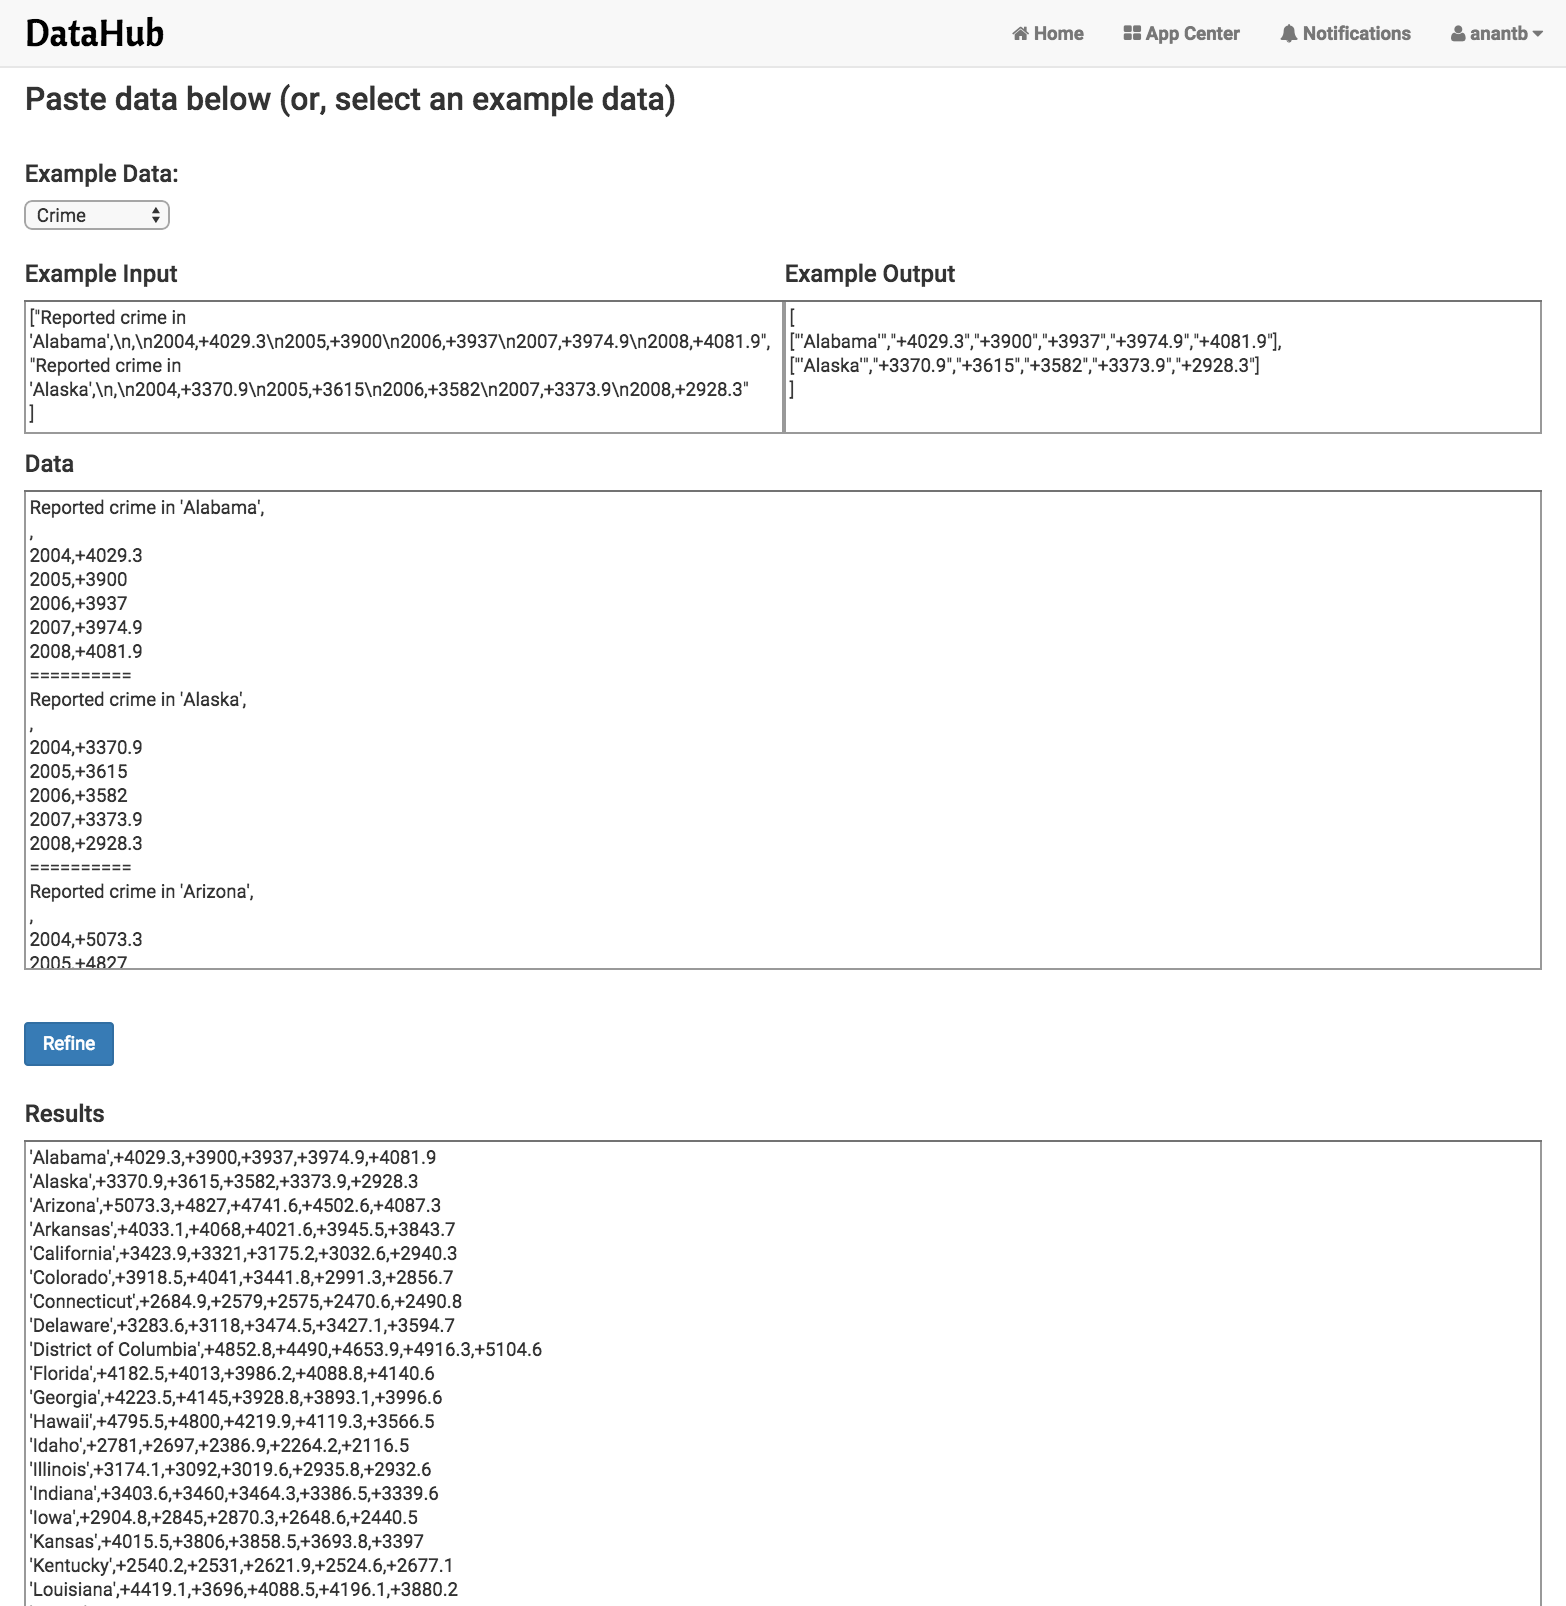 DataHub
Home
App Center
Notifications
anantb
Paste data below (or, select an example data)
Example Data:
Crime
Example Input
["Reported crime in
'Alabama',\n,\n2004,+4029.3\n2005,+3900\n2006,+3937\n2007,+3974.9\n2008,+4081.9",
"Reported crime in
'Alaska',\n,\n2004,+3370.9\n2005,+3615\n2006,+3582\n2007,+3373.9\n2008,+2928.3"
]
Example Output
[
["'Alabama'","+4029.3","+3900","+3937","+3974.9","+4081.9"],
["'Alaska'","+3370.9","+3615","+3582","+3373.9","+2928.3"]
]
Data
Reported crime in 'Alabama',
,
2004,+4029.3
2005,+3900
2006,+3937
2007,+3974.9
2008,+4081.9
==========
Reported crime in 'Alaska',
,
2004,+3370.9
2005,+3615
2006,+3582
2007,+3373.9
2008,+2928.3
==========
Reported crime in 'Arizona',
,
2004,+5073.3
2005,+4827
Refine
Results
'Alabama',+4029.3,+3900,+3937,+3974.9,+4081.9
'Alaska',+3370.9,+3615,+3582,+3373.9,+2928.3
'Arizona',+5073.3,+4827,+4741.6,+4502.6,+4087.3
'Arkansas',+4033.1,+4068,+4021.6,+3945.5,+3843.7
'California',+3423.9,+3321,+3175.2,+3032.6,+2940.3
'Colorado',+3918.5,+4041,+3441.8,+2991.3,+2856.7
'Connecticut',+2684.9,+2579,+2575,+2470.6,+2490.8
'Delaware',+3283.6,+3118,+3474.5,+3427.1,+3594.7
'District of Columbia',+4852.8,+4490,+4653.9,+4916.3,+5104.6
'Florida',+4182.5,+4013,+3986.2,+4088.8,+4140.6
'Georgia',+4223.5,+4145,+3928.8,+3893.1,+3996.6
'Hawaii',+4795.5,+4800,+4219.9,+4119.3,+3566.5
'Idaho',+2781,+2697,+2386.9,+2264.2,+2116.5
'Illinois',+3174.1,+3092,+3019.6,+2935.8,+2932.6
'Indiana',+3403.6,+3460,+3464.3,+3386.5,+3339.6
'Iowa',+2904.8,+2845,+2870.3,+2648.6,+2440.5
'Kansas',+4015.5,+3806,+3858.5,+3693.8,+3397
'Kentucky',+2540.2,+2531,+2621.9,+2524.6,+2677.1
'Louisiana',+4419.1,+3696,+4088.5,+4196.1,+3880.2